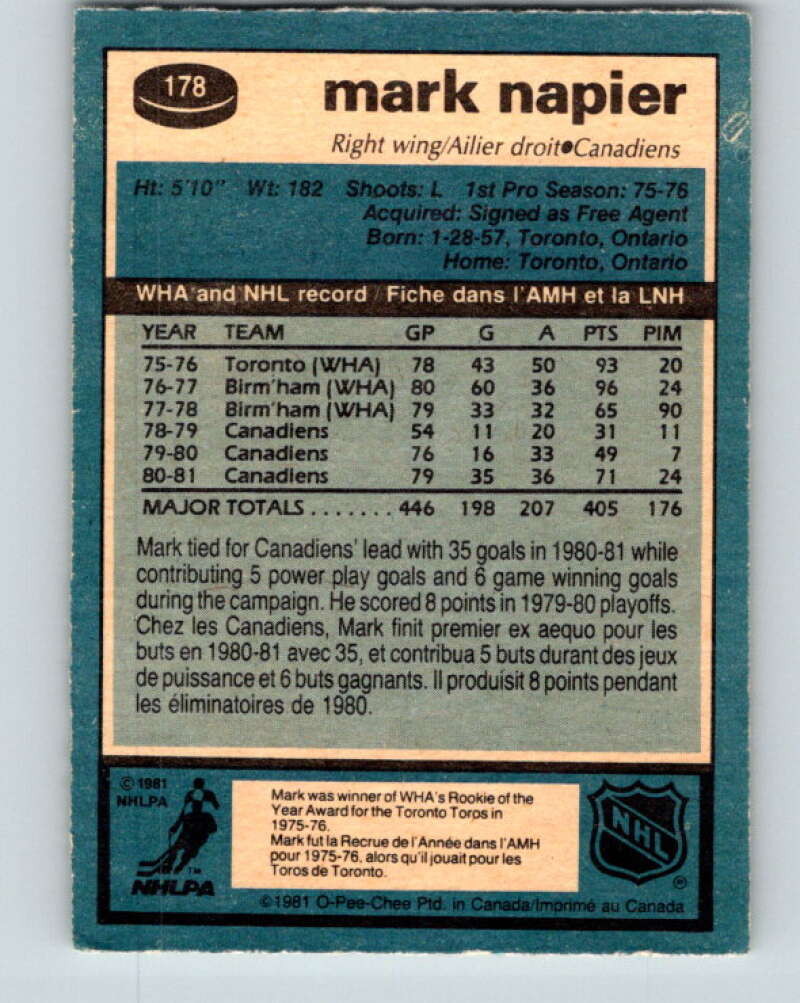 178
mark napier
Right wing/Ailier droit●Canadiens
Ht: 5'10" Wt: 182 Shoots: L 1st Pro Season: 75-76
Acquired: Signed as Free Agent
Born: 1-28-57, Toronto, Ontario
Home: Toronto, Ontario
WHA and NHL record / Fiche dans l'AMH et la LNH
YEAR TEAM GP G A PTS PIM
75-76 Toronto (WHA) 78 43 50 93 20
76-77 Birm'ham (WHA) 80 60 36 96 24
77-78 Birm'ham (WHA) 79 33 32 65 90
78-79 Canadiens 54 11 20 31 11
79-80 Canadiens 76 16 33 49 7
80-81 Canadiens 79 35 36 71 24
MAJOR TOTALS ....... 446 198 207 405 176
Mark tied for Canadiens' lead with 35 goals in 1980-81 while
contributing 5 power play goals and 6 game winning goals
during the campaign. He scored 8 points in 1979-80 playoffs.
Chez les Canadiens, Mark finit premier ex aequo pour les
buts en 1980-81 avec 35, et contribua 5 buts durant des jeux
de puissance et 6 buts gagnants. Il produisit 8 points pendant
les éliminatoires de 1980.
© 1981
NHLPA
TM
NHLPA
Mark was winner of WHA's Rookie of the
Year Award for the Toronto Toros in
1975-76.
Mark fut la Recrue de l'Année dans l'AMH
pour 1975-76, alors qu'il jouait pour les
Toros de Toronto.
NHL
®
© 1981 O-Pee-Chee Ptd. in Canada/Imprimé au Canada